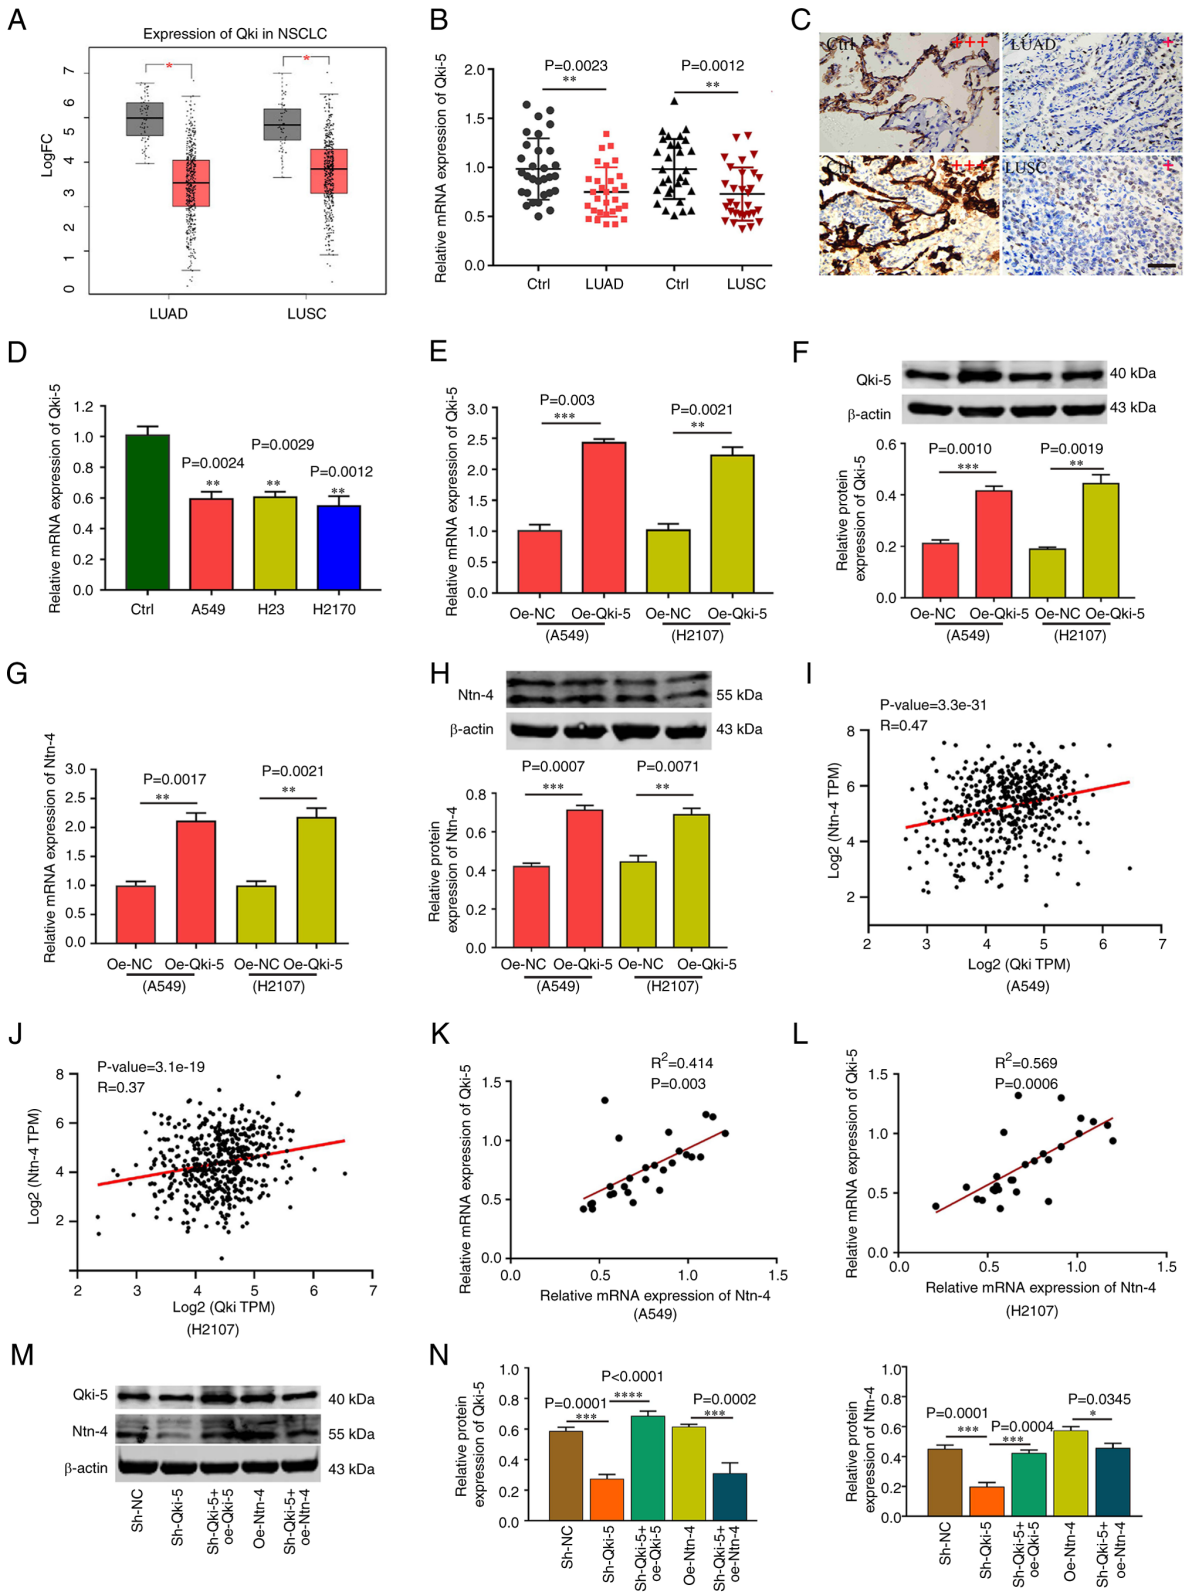 A
Expression of Qki in NSCLC
LogFC
7
6
5
4
3
2
1
0
*
*
LUAD
LUSC
B
Relative mRNA expression of Qki-5
2.0
1.5
1.0
0.5
0.0
P=0.0023
**
P=0.0012
**
Ctrl
LUAD
Ctrl
LUSC
C
Ctrl
+++
LUAD
+
Ctrl
+++
LUSC
+
D
Relative mRNA expression of Qki-5
1.2
1.0
0.8
0.6
0.4
0.2
0.0
P=0.0024
**
P=0.0029
**
P=0.0012
**
Ctrl
A549
H23
H2170
E
Relative mRNA expression of Qki-5
3.0
2.5
2.0
1.5
1.0
0.5
0.0
P=0.003
***
P=0.0021
**
Oe-NC
Oe-Qki-5
Oe-NC
Oe-Qki-5
(A549)
(H2107)
F
Qki-5
40 kDa
β-actin
43 kDa
Relative protein
expression of Qki-5
0.6
0.4
0.2
0.0
P=0.0010
***
P=0.0019
**
Oe-NC
Oe-Qki-5
Oe-NC
Oe-Qki-5
(A549)
(H2107)
G
Relative mRNA expression of Ntn-4
3.0
2.5
2.0
1.5
1.0
0.5
0.0
P=0.0017
**
P=0.0021
**
Oe-NC
Oe-Qki-5
Oe-NC
Oe-Qki-5
(A549)
(H2107)
H
Ntn-4
55 kDa
β-actin
43 kDa
Relative protein
expression of Ntn-4
0.8
0.6
0.4
0.2
0.0
P=0.0007
***
P=0.0071
**
Oe-NC
Oe-Qki-5
Oe-NC
Oe-Qki-5
(A549)
(H2107)
I
P-value=3.3e-31
R=0.47
Log2 (Ntn-4 TPM)
8
6
4
2
2
3
4
5
6
7
Log2 (Qki TPM)
(A549)
J
P-value=3.1e-19
R=0.37
Log2 (Ntn-4 TPM)
8
6
4
2
2
3
4
5
6
7
Log2 (Qki TPM)
(H2107)
K
R2=0.414
P=0.003
Relative mRNA expression of Qki-5
1.5
1.0
0.5
0.0
0.0
0.5
1.0
1.5
Relative mRNA expression of Ntn-4
(A549)
L
R2=0.569
P=0.0006
Relative mRNA expression of Qki-5
1.5
1.0
0.5
0.0
0.0
0.5
1.0
1.5
Relative mRNA expression of Ntn-4
(H2107)
M
Qki-5
40 kDa
Ntn-4
55 kDa
β-actin
43 kDa
Sh-NC
Sh-Qki-5
Sh-Qki-5+
oe-Qki-5
Oe-Ntn-4
Sh-Qki-5+
oe-Ntn-4
N
Relative protein
expression of Qki-5
1.0
0.8
0.6
0.4
0.2
0.0
P=0.0001
***
P<0.0001
****
P=0.0002
***
Sh-NC
Sh-Qki-5
Sh-Qki-5+
oe-Qki-5
Oe-Ntn-4
Sh-Qki-5+
oe-Ntn-4
Relative protein
expression of Ntn-4
1.0
0.8
0.6
0.4
0.2
0.0
P=0.0001
***
P=0.0004
***
P=0.0345
*
Sh-NC
Sh-Qki-5
Sh-Qki-5+
oe-Qki-5
Oe-Ntn-4
Sh-Qki-5+
oe-Ntn-4